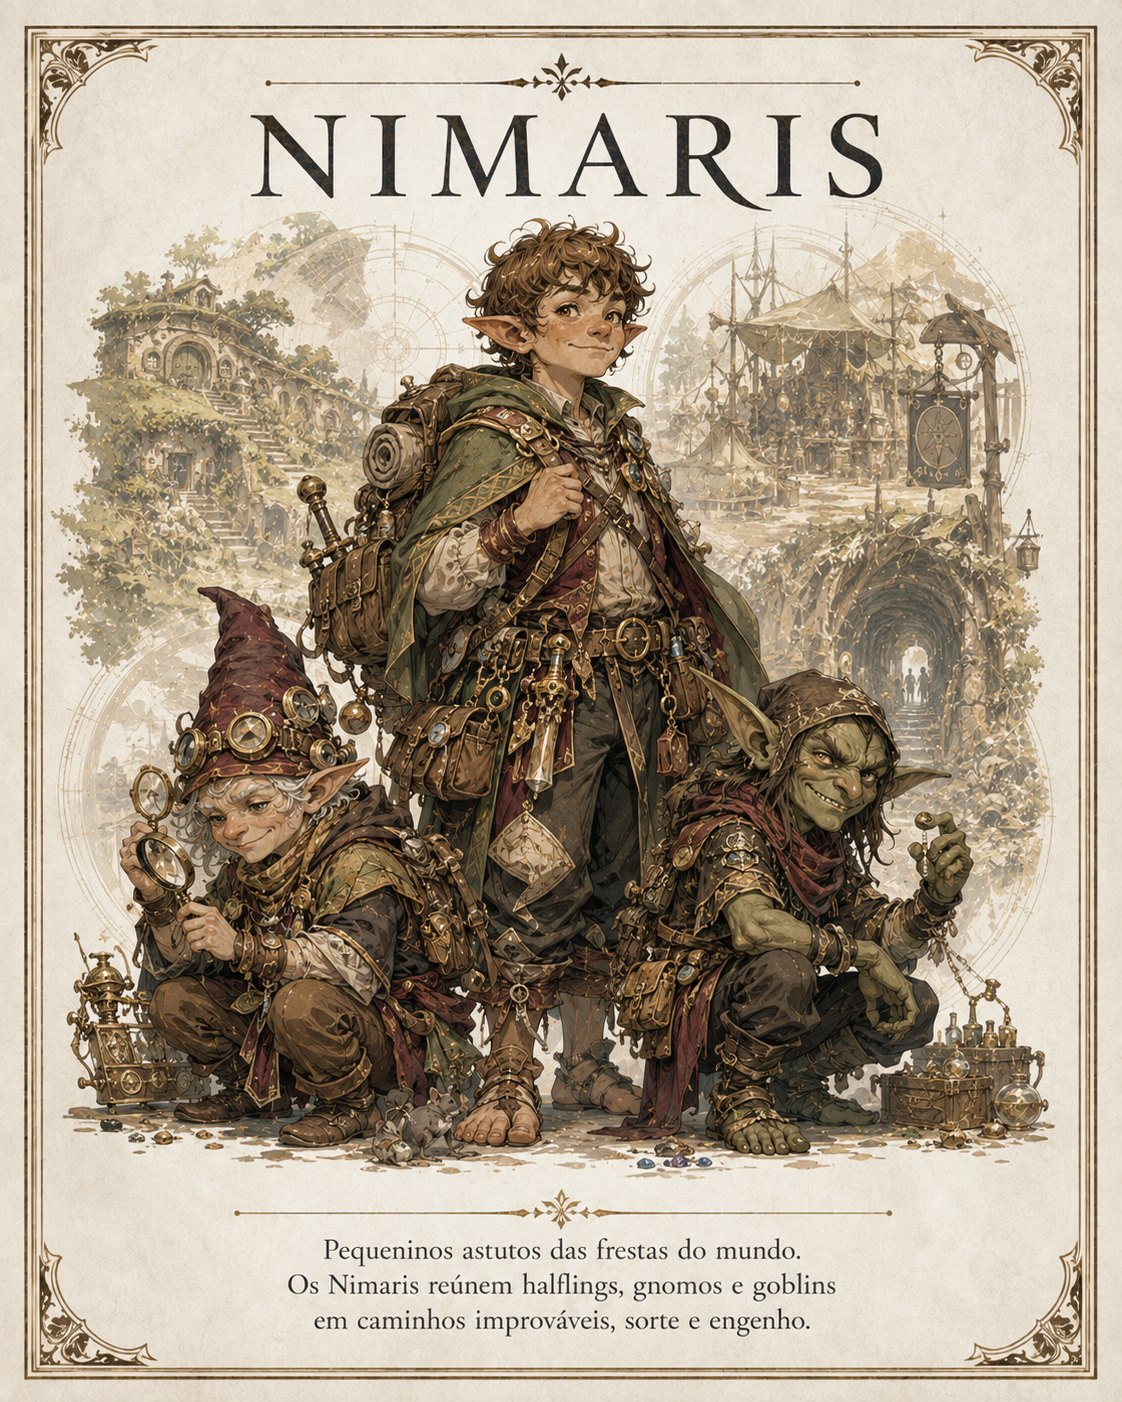 NIMARIS
Pequeninos astutos das frestas do mundo.
Os Nimaris reúnem halflings, gnomos e goblins
em caminhos improváveis, sorte e engenho.